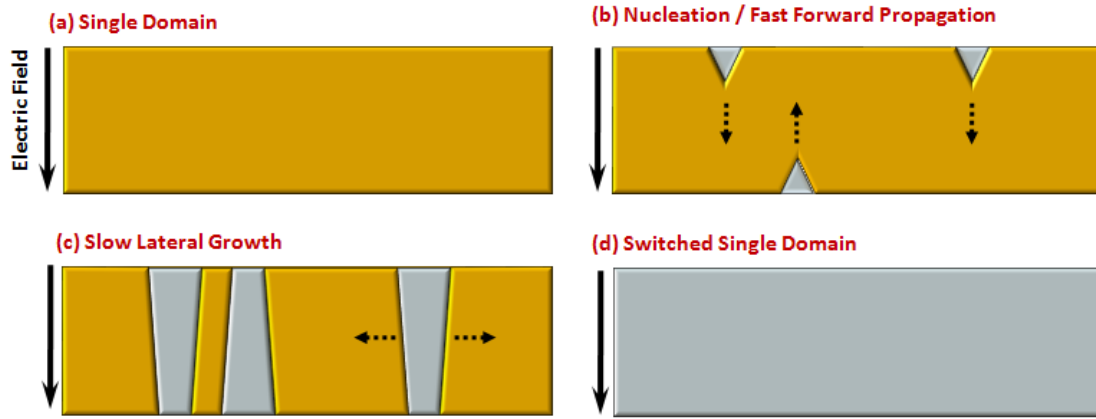 (a) Single Domain
(b) Nucleation / Fast Forward Propagation
Electric Field
(c) Slow Lateral Growth
(d) Switched Single Domain